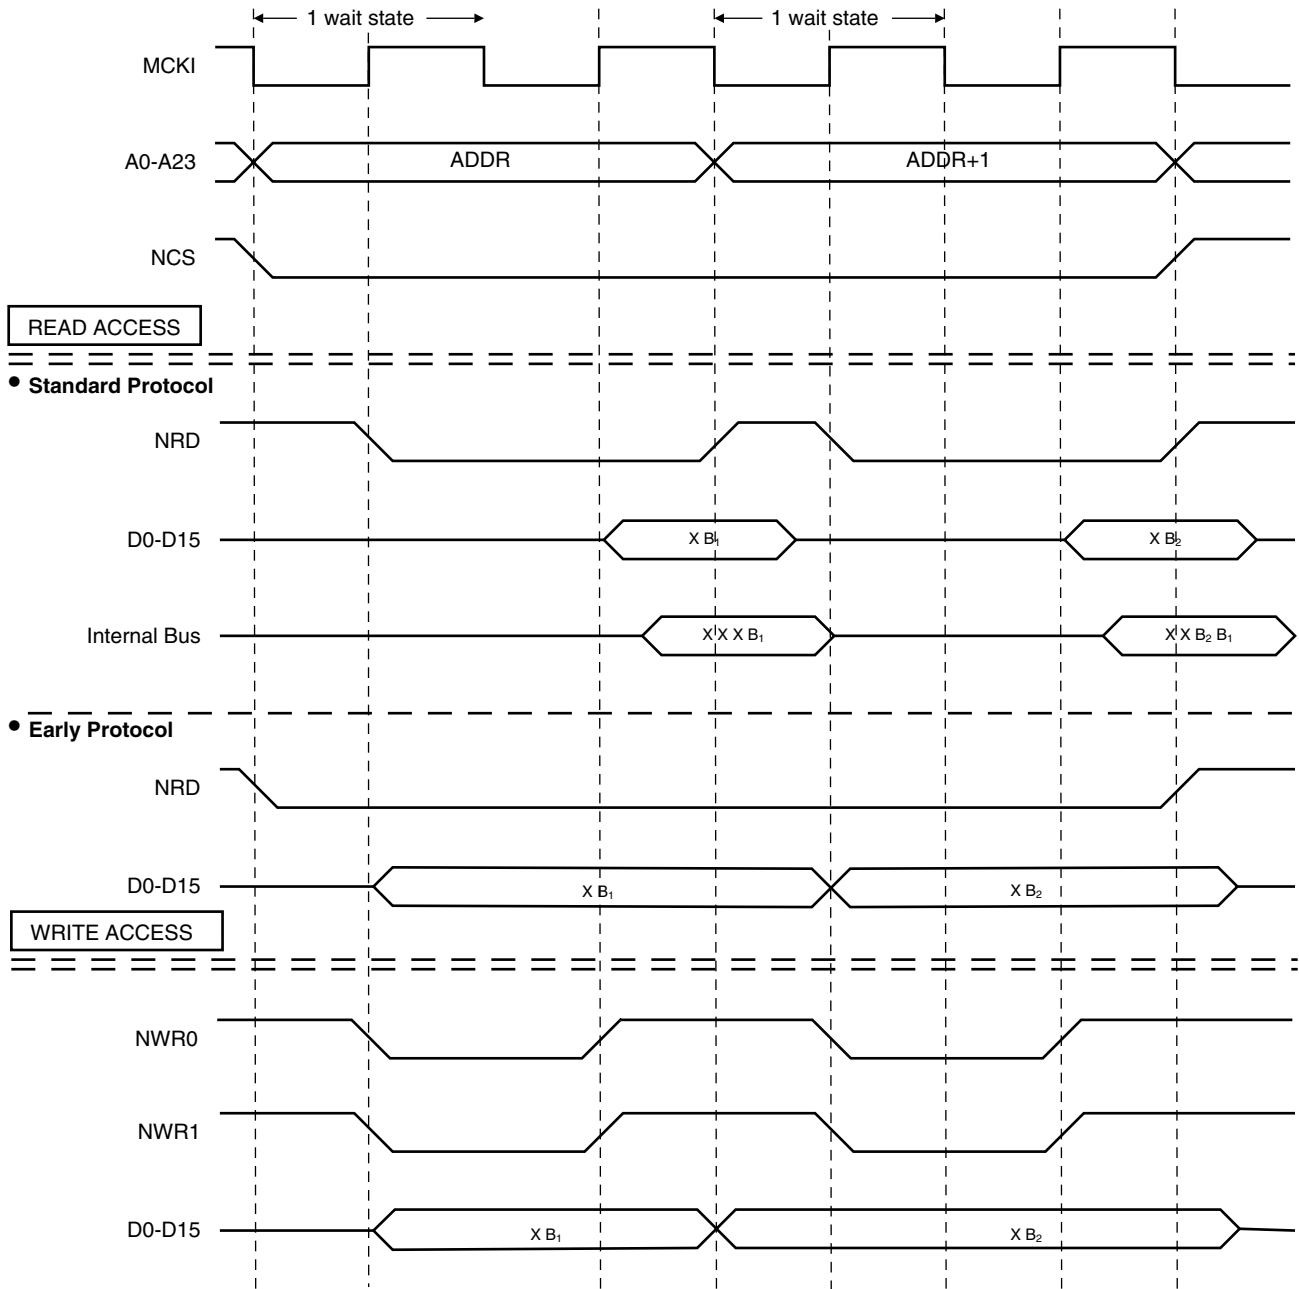 1 wait state 1 wait state
MCKI
A0-A23 ADDR ADDR+1
NCS
READ ACCESS
• Standard Protocol
NRD
D0-D15 X B₁ X B₂
Internal Bus X X X B₁ X X B₂ B₁
• Early Protocol
NRD
D0-D15 X B₁ X B₂
WRITE ACCESS
NWR0
NWR1
D0-D15 X B₁ X B₂